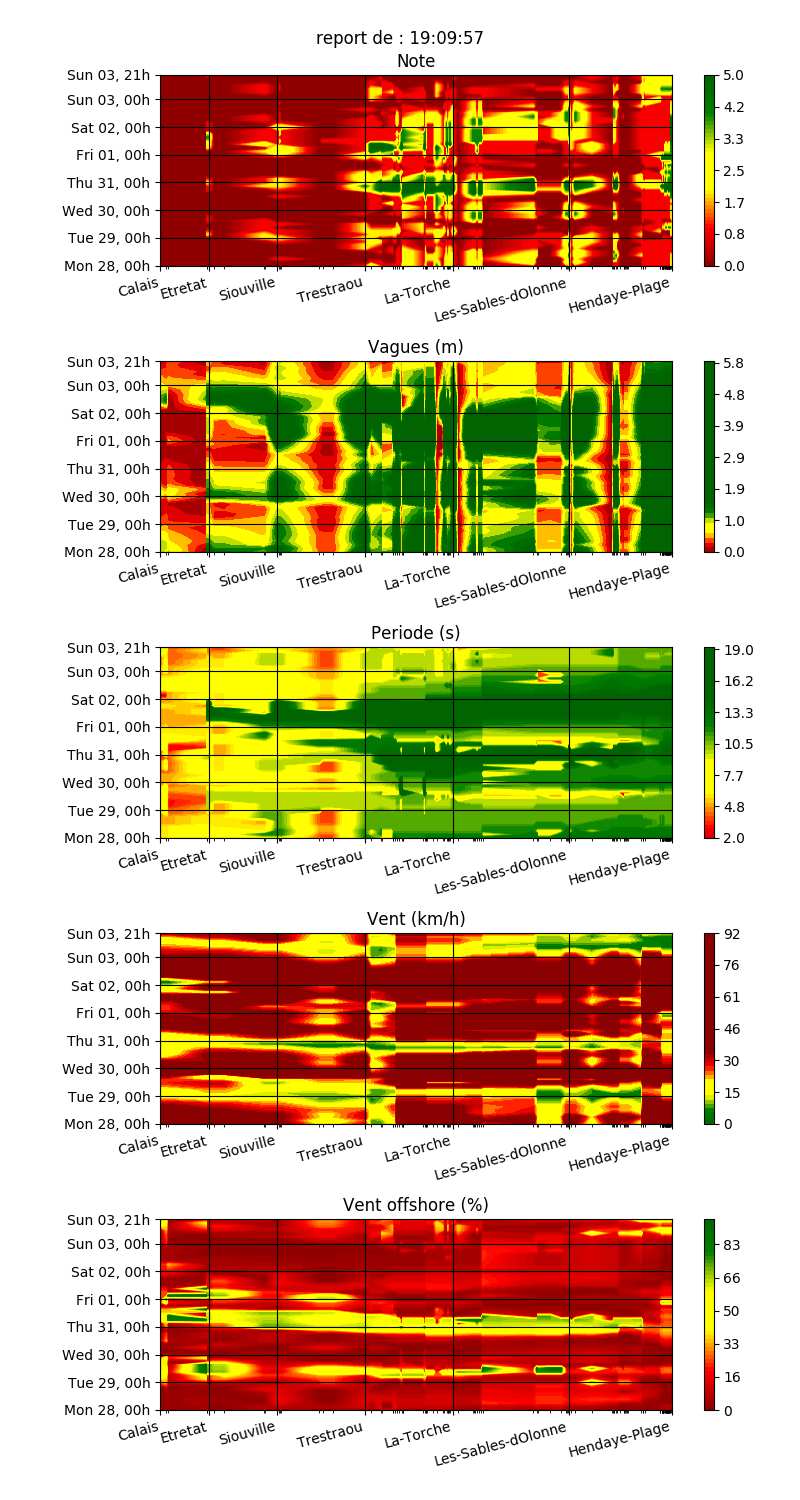 report de : 19:09:57
Note
Sun 03, 21h
Sun 03, 00h
Sat 02, 00h
Fri 01, 00h
Thu 31, 00h
Wed 30, 00h
Tue 29, 00h
Mon 28, 00h
5.0
4.2
3.3
2.5
1.7
0.8
0.0
Calais Etretat Siouville Trestraou La-Torche Les-Sables-dOlonne Hendaye-Plage
Vagues (m)
Sun 03, 21h
Sun 03, 00h
Sat 02, 00h
Fri 01, 00h
Thu 31, 00h
Wed 30, 00h
Tue 29, 00h
Mon 28, 00h
5.8
4.8
3.9
2.9
1.9
1.0
0.0
Calais Etretat Siouville Trestraou La-Torche Les-Sables-dOlonne Hendaye-Plage
Periode (s)
Sun 03, 21h
Sun 03, 00h
Sat 02, 00h
Fri 01, 00h
Thu 31, 00h
Wed 30, 00h
Tue 29, 00h
Mon 28, 00h
19.0
16.2
13.3
10.5
7.7
4.8
2.0
Calais Etretat Siouville Trestraou La-Torche Les-Sables-dOlonne Hendaye-Plage
Vent (km/h)
Sun 03, 21h
Sun 03, 00h
Sat 02, 00h
Fri 01, 00h
Thu 31, 00h
Wed 30, 00h
Tue 29, 00h
Mon 28, 00h
92
76
61
46
30
15
0
Calais Etretat Siouville Trestraou La-Torche Les-Sables-dOlonne Hendaye-Plage
Vent offshore (%)
Sun 03, 21h
Sun 03, 00h
Sat 02, 00h
Fri 01, 00h
Thu 31, 00h
Wed 30, 00h
Tue 29, 00h
Mon 28, 00h
83
66
50
33
16
0
Calais Etretat Siouville Trestraou La-Torche Les-Sables-dOlonne Hendaye-Plage